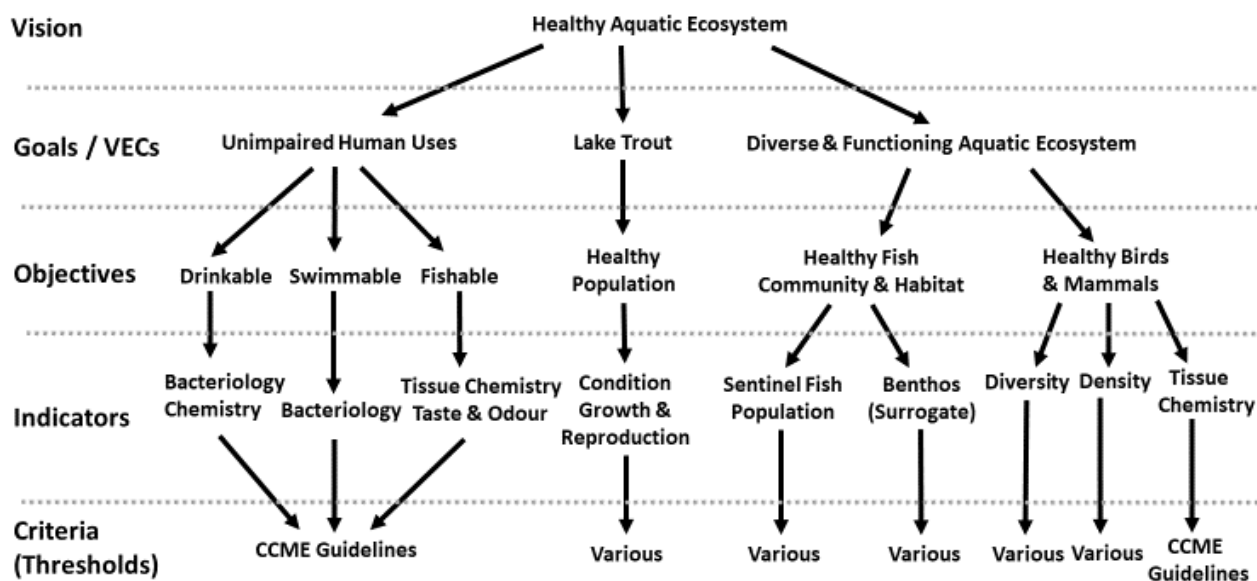 Vision
Healthy Aquatic Ecosystem
Goals / VECs
Unimpaired Human Uses
Lake Trout
Diverse & Functioning Aquatic Ecosystem
Objectives
Drinkable
Swimmable
Fishable
Healthy
Population
Healthy Fish
Community & Habitat
Healthy Birds
& Mammals
Indicators
Bacteriology
Chemistry
Bacteriology
Tissue Chemistry
Taste & Odour
Condition
Growth &
Reproduction
Sentinel Fish
Population
Benthos
(Surrogate)
Diversity
Density
Tissue
Chemistry
Criteria
(Thresholds)
CCME Guidelines
Various
Various
Various
Various
Various
CCME
Guidelines